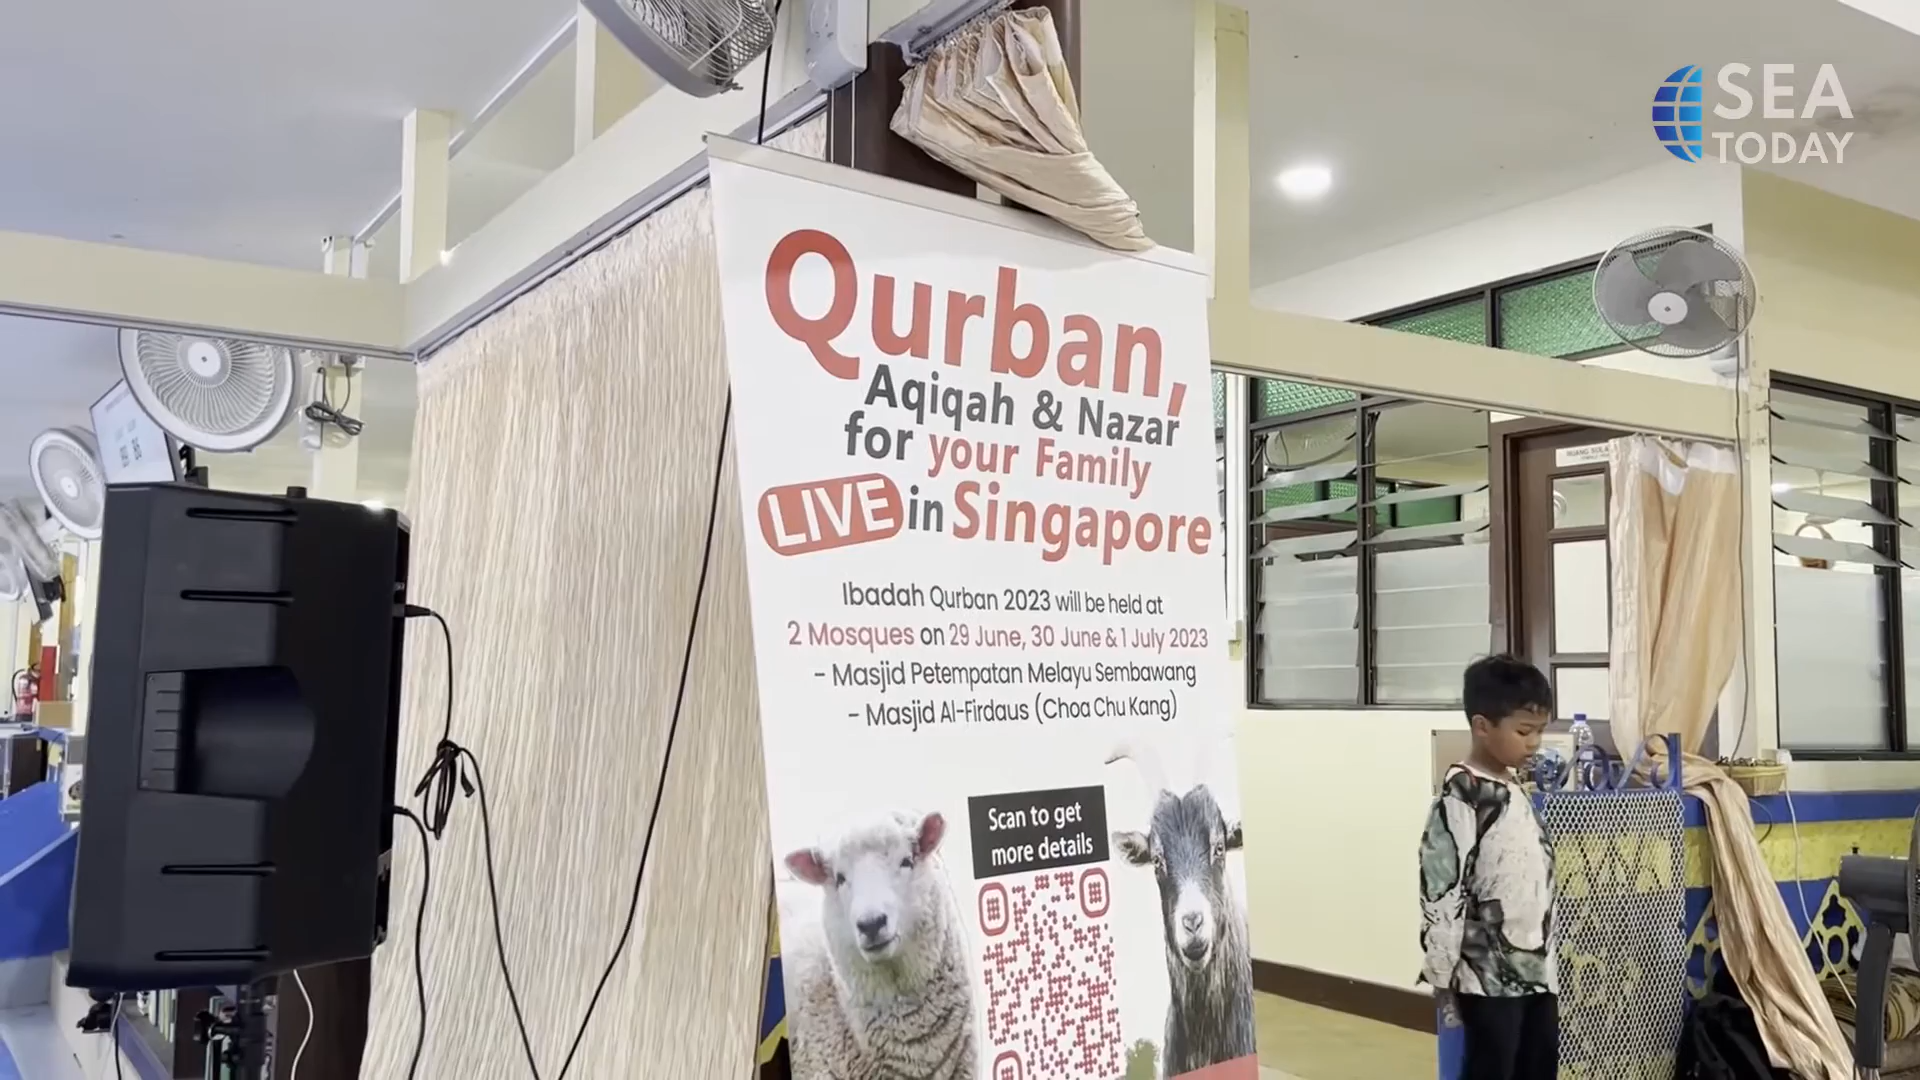 SEA
TODAY
Qurban,
Aqiqah & Nazar
for your Family
LIVE in Singapore
Ibadah Qurban 2023 will be held at
2 Mosques on 29 June, 30 June & 1 July 2023
- Masjid Petempatan Melayu Sembawang
- Masjid Al-Firdaus (Choa Chu Kang)
Scan to get
more details